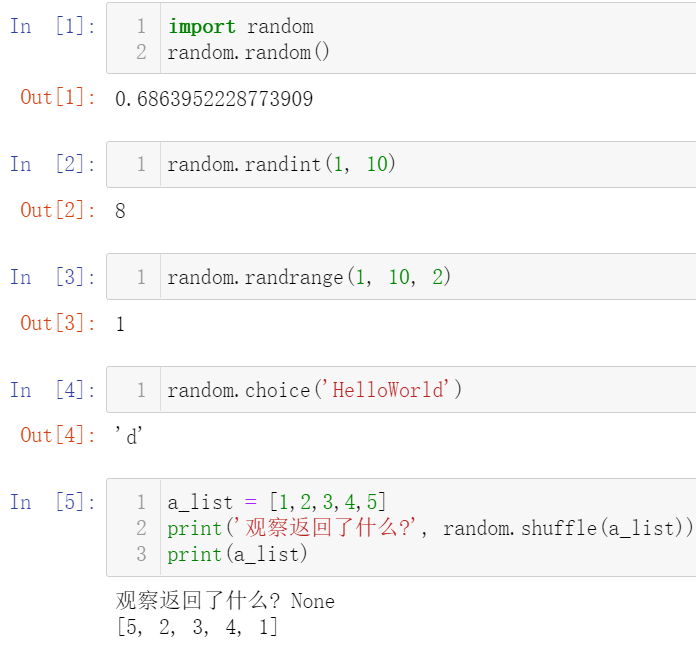 In [1]: 1 import random
2 random.random()
Out[1]: 0.6863952228773909
In [2]: 1 random.randint(1, 10)
Out[2]: 8
In [3]: 1 random.randrange(1, 10, 2)
Out[3]: 1
In [4]: 1 random.choice('HelloWorld')
Out[4]: 'd'
In [5]: 1 a_list = [1,2,3,4,5]
2 print('观察返回了什么?', random.shuffle(a_list))
3 print(a_list)
观察返回了什么? None
[5, 2, 3, 4, 1]